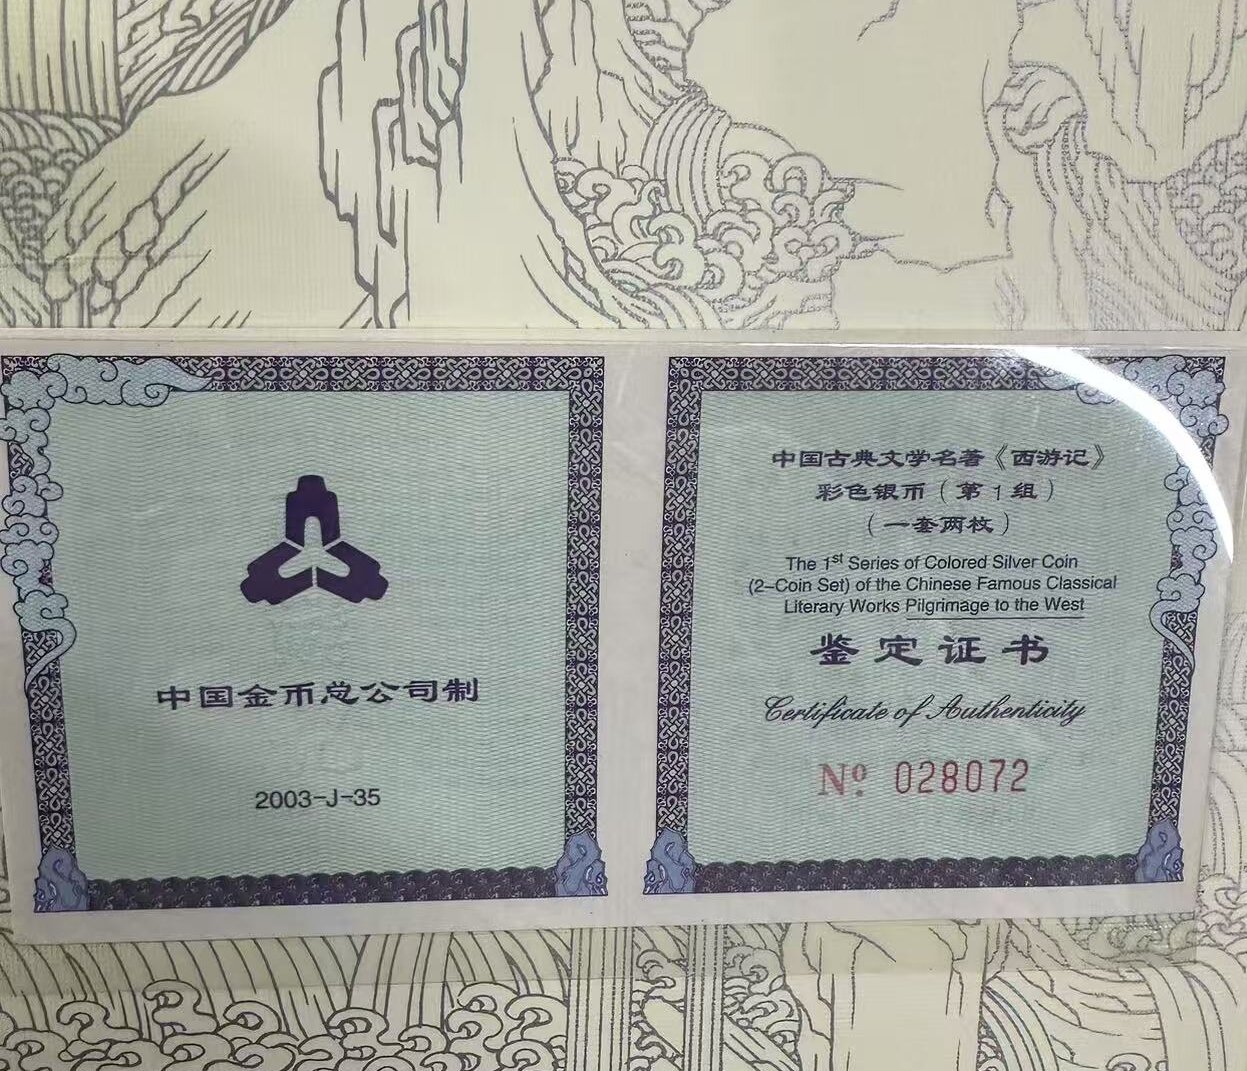 中国金币总公司制
2003-J-35
中国古典文学名著《西游记》
彩色银币（第1组）
（一套两枚）
The 1st Series of Colored Silver Coin
(2-Coin Set) of the Chinese Famous Classical
Literary Works Pilgrimage to the West
鉴定证书
Certificate of Authenticity
Nº 028072